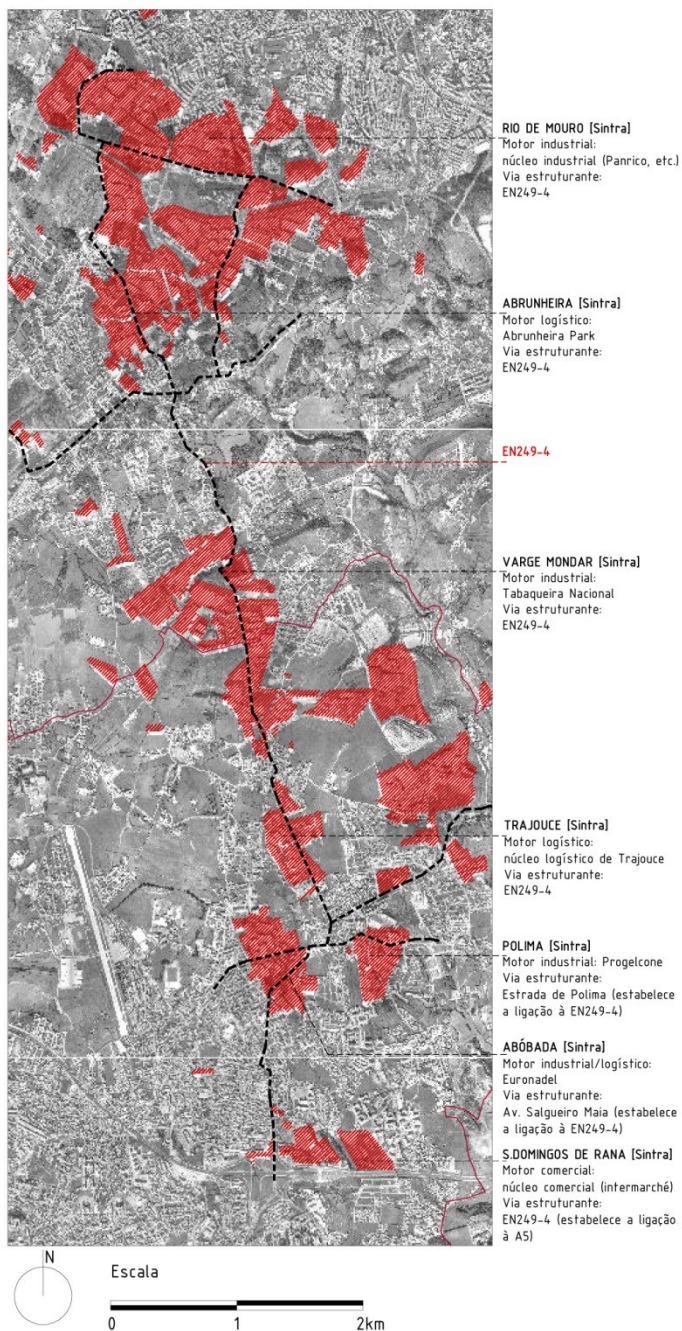 RIO DE MOURO [Sintra]
Motor industrial:
núcleo industrial (Panrico, etc.)
Via estruturante:
EN249-4
ABRUNHEIRA [Sintra]
Motor logístico:
Abrunheira Park
Via estruturante:
EN249-4
EN249-4
VARGE MONDAR [Sintra]
Motor industrial:
Tabaqueira Nacional
Via estruturante:
EN249-4
TRAJOUCE [Sintra]
Motor logístico:
núcleo logístico de Trajouce
Via estruturante:
EN249-4
POLIMA [Sintra]
Motor industrial: Progelcone
Via estruturante:
Estrada de Polima (estabelece
a ligação à EN249-4)
ABÓBADA [Sintra]
Motor industrial/logístico:
Euronadel
Via estruturante:
Av. Salgueiro Maia (estabelece
a ligação à EN249-4)
S.DOMINGOS DE RANA [Sintra]
Motor comercial:
núcleo comercial (intermarché)
Via estruturante:
EN249-4 (estabelece a ligação
à A5)
N
Escala
0 1 2km